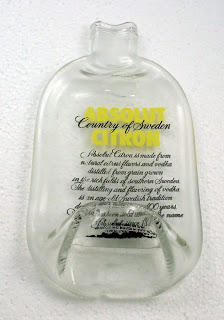 ABSOLUT
Country of Sweden
CITRON
Absolut Citron is made from
natural citrus flavors and vodka
distilled from grain grown
in the rich fields of southern Sweden.
The distilling and flavoring of vodka
is an age-old Swedish tradition
years.
name